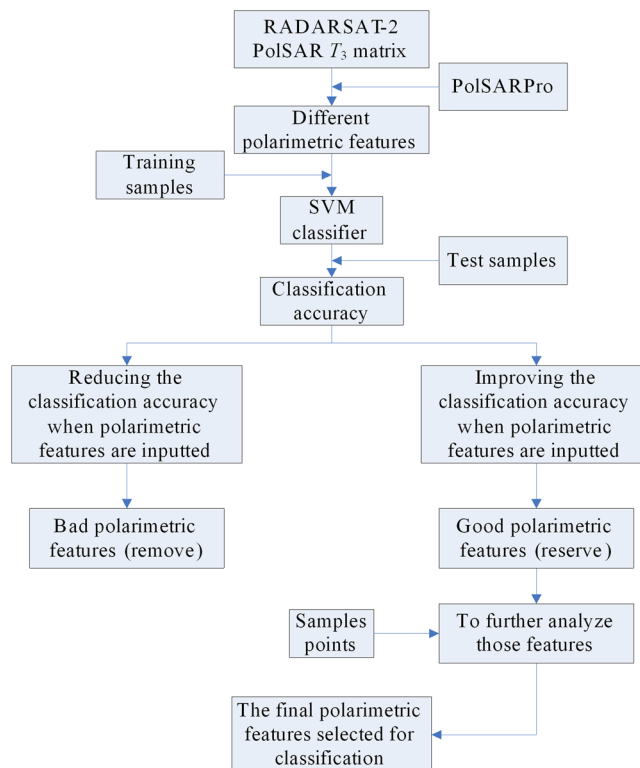 RADARSAT-2
PolSAR T3 matrix
PolSARPro
Different
polarimetric features
Training
samples
SVM
classifier
Test samples
Classification
accuracy
Reducing the
classification accuracy
when polarimetric
features are inputted
Improving the
classification accuracy
when polarimetric
features are inputted
Bad polarimetric
features (remove)
Good polarimetric
features (reserve)
Samples
points
To further analyze
those features
The final polarimetric
features selected for
classification